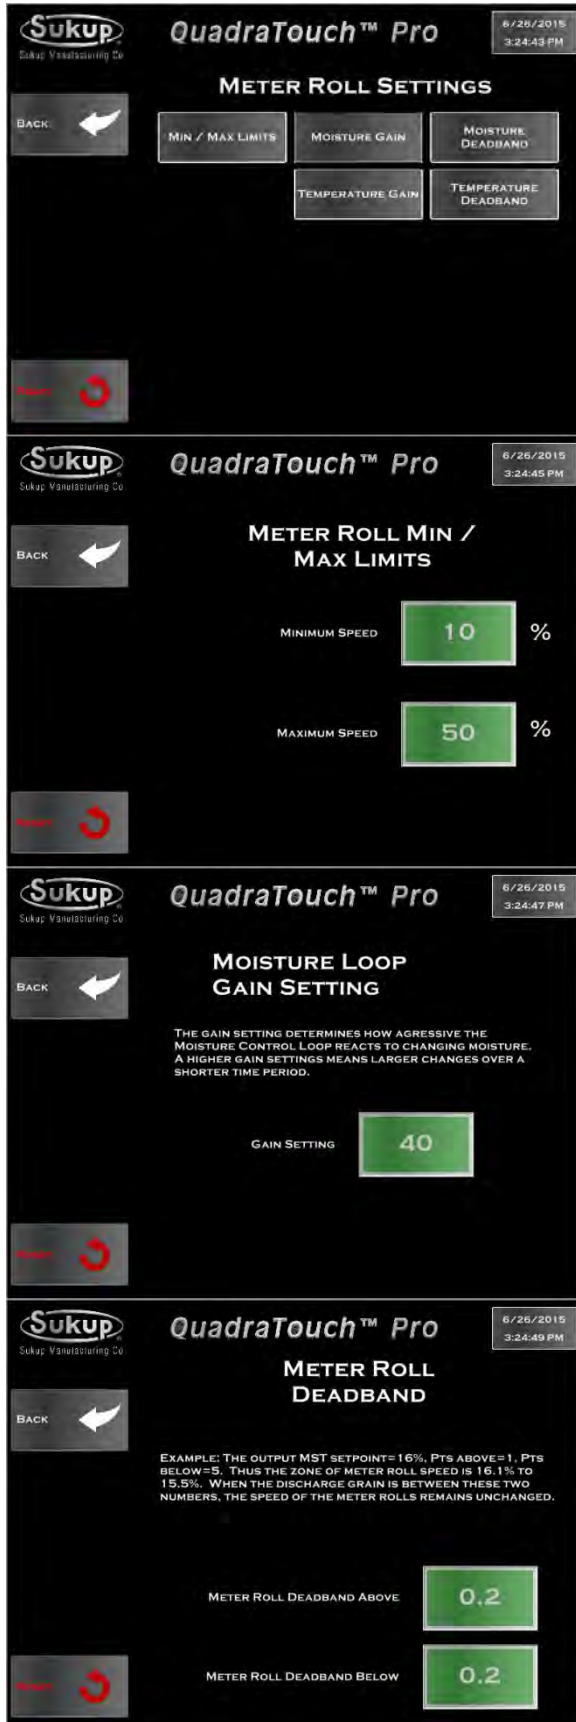 Sukup
Sukup Manufacturing Co
QuadraTouch™ Pro
6/26/2015
3:24:43 PM
METER ROLL SETTINGS
BACK
MIN / MAX LIMITS
MOISTURE GAIN
MOISTURE
DEADBAND
TEMPERATURE GAIN
TEMPERATURE
DEADBAND
RESET
Sukup
Sukup Manufacturing Co
QuadraTouch™ Pro
6/26/2015
3:24:45 PM
BACK
METER ROLL MIN /
MAX LIMITS
MINIMUM SPEED 10 %
MAXIMUM SPEED 50 %
RESET
Sukup
Sukup Manufacturing Co
QuadraTouch™ Pro
6/26/2015
3:24:47 PM
BACK
MOISTURE LOOP
GAIN SETTING
THE GAIN SETTING DETERMINES HOW AGRESSIVE THE
MOISTURE CONTROL LOOP REACTS TO CHANGING MOISTURE.
A HIGHER GAIN SETTINGS MEANS LARGER CHANGES OVER A
SHORTER TIME PERIOD.
GAIN SETTING 40
RESET
Sukup
Sukup Manufacturing Co
QuadraTouch™ Pro
6/26/2015
3:24:49 PM
METER ROLL
DEADBAND
BACK
EXAMPLE: THE OUTPUT MST SETPOINT=16%, PTS ABOVE=1, PTS
BELOW=5. THUS THE ZONE OF METER ROLL SPEED IS 16.1% TO
15.5%. WHEN THE DISCHARGE GRAIN IS BETWEEN THESE TWO
NUMBERS, THE SPEED OF THE METER ROLLS REMAINS UNCHANGED.
METER ROLL DEADBAND ABOVE 0.2
METER ROLL DEADBAND BELOW 0.2
RESET